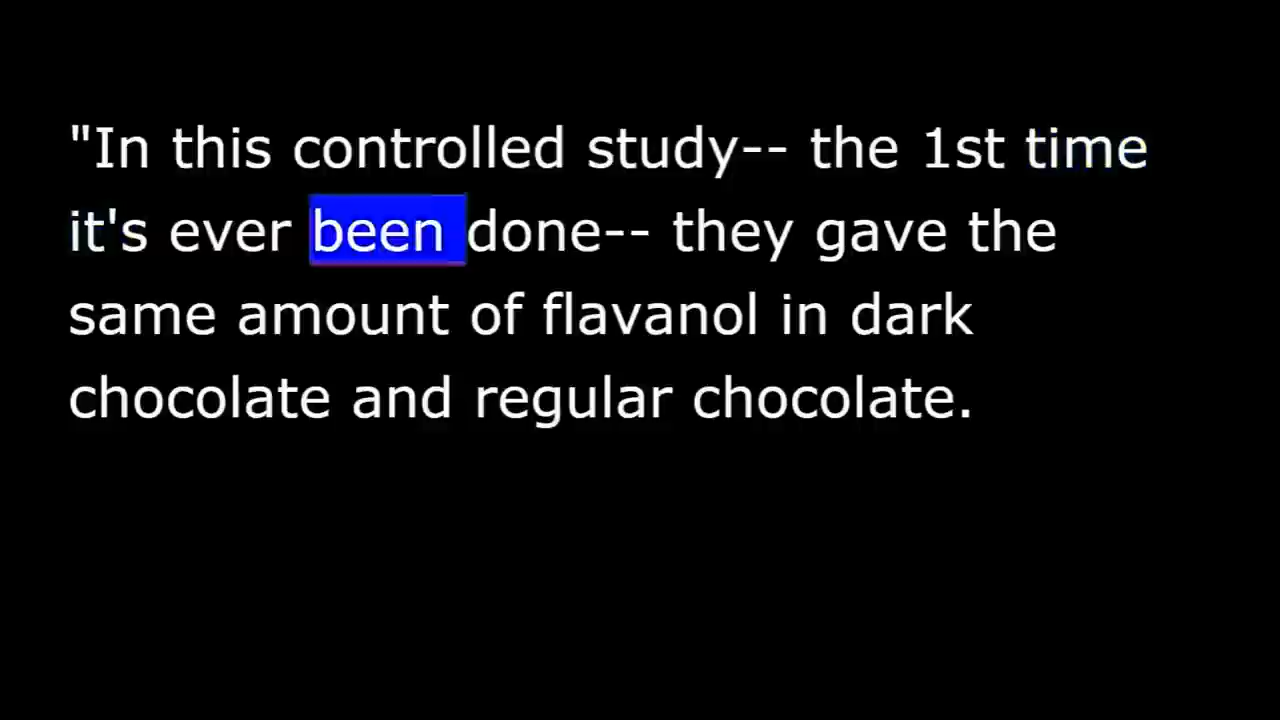 "In this controlled study-- the 1st time
it's ever been done-- they gave the
same amount of flavanol in dark
chocolate and regular chocolate.